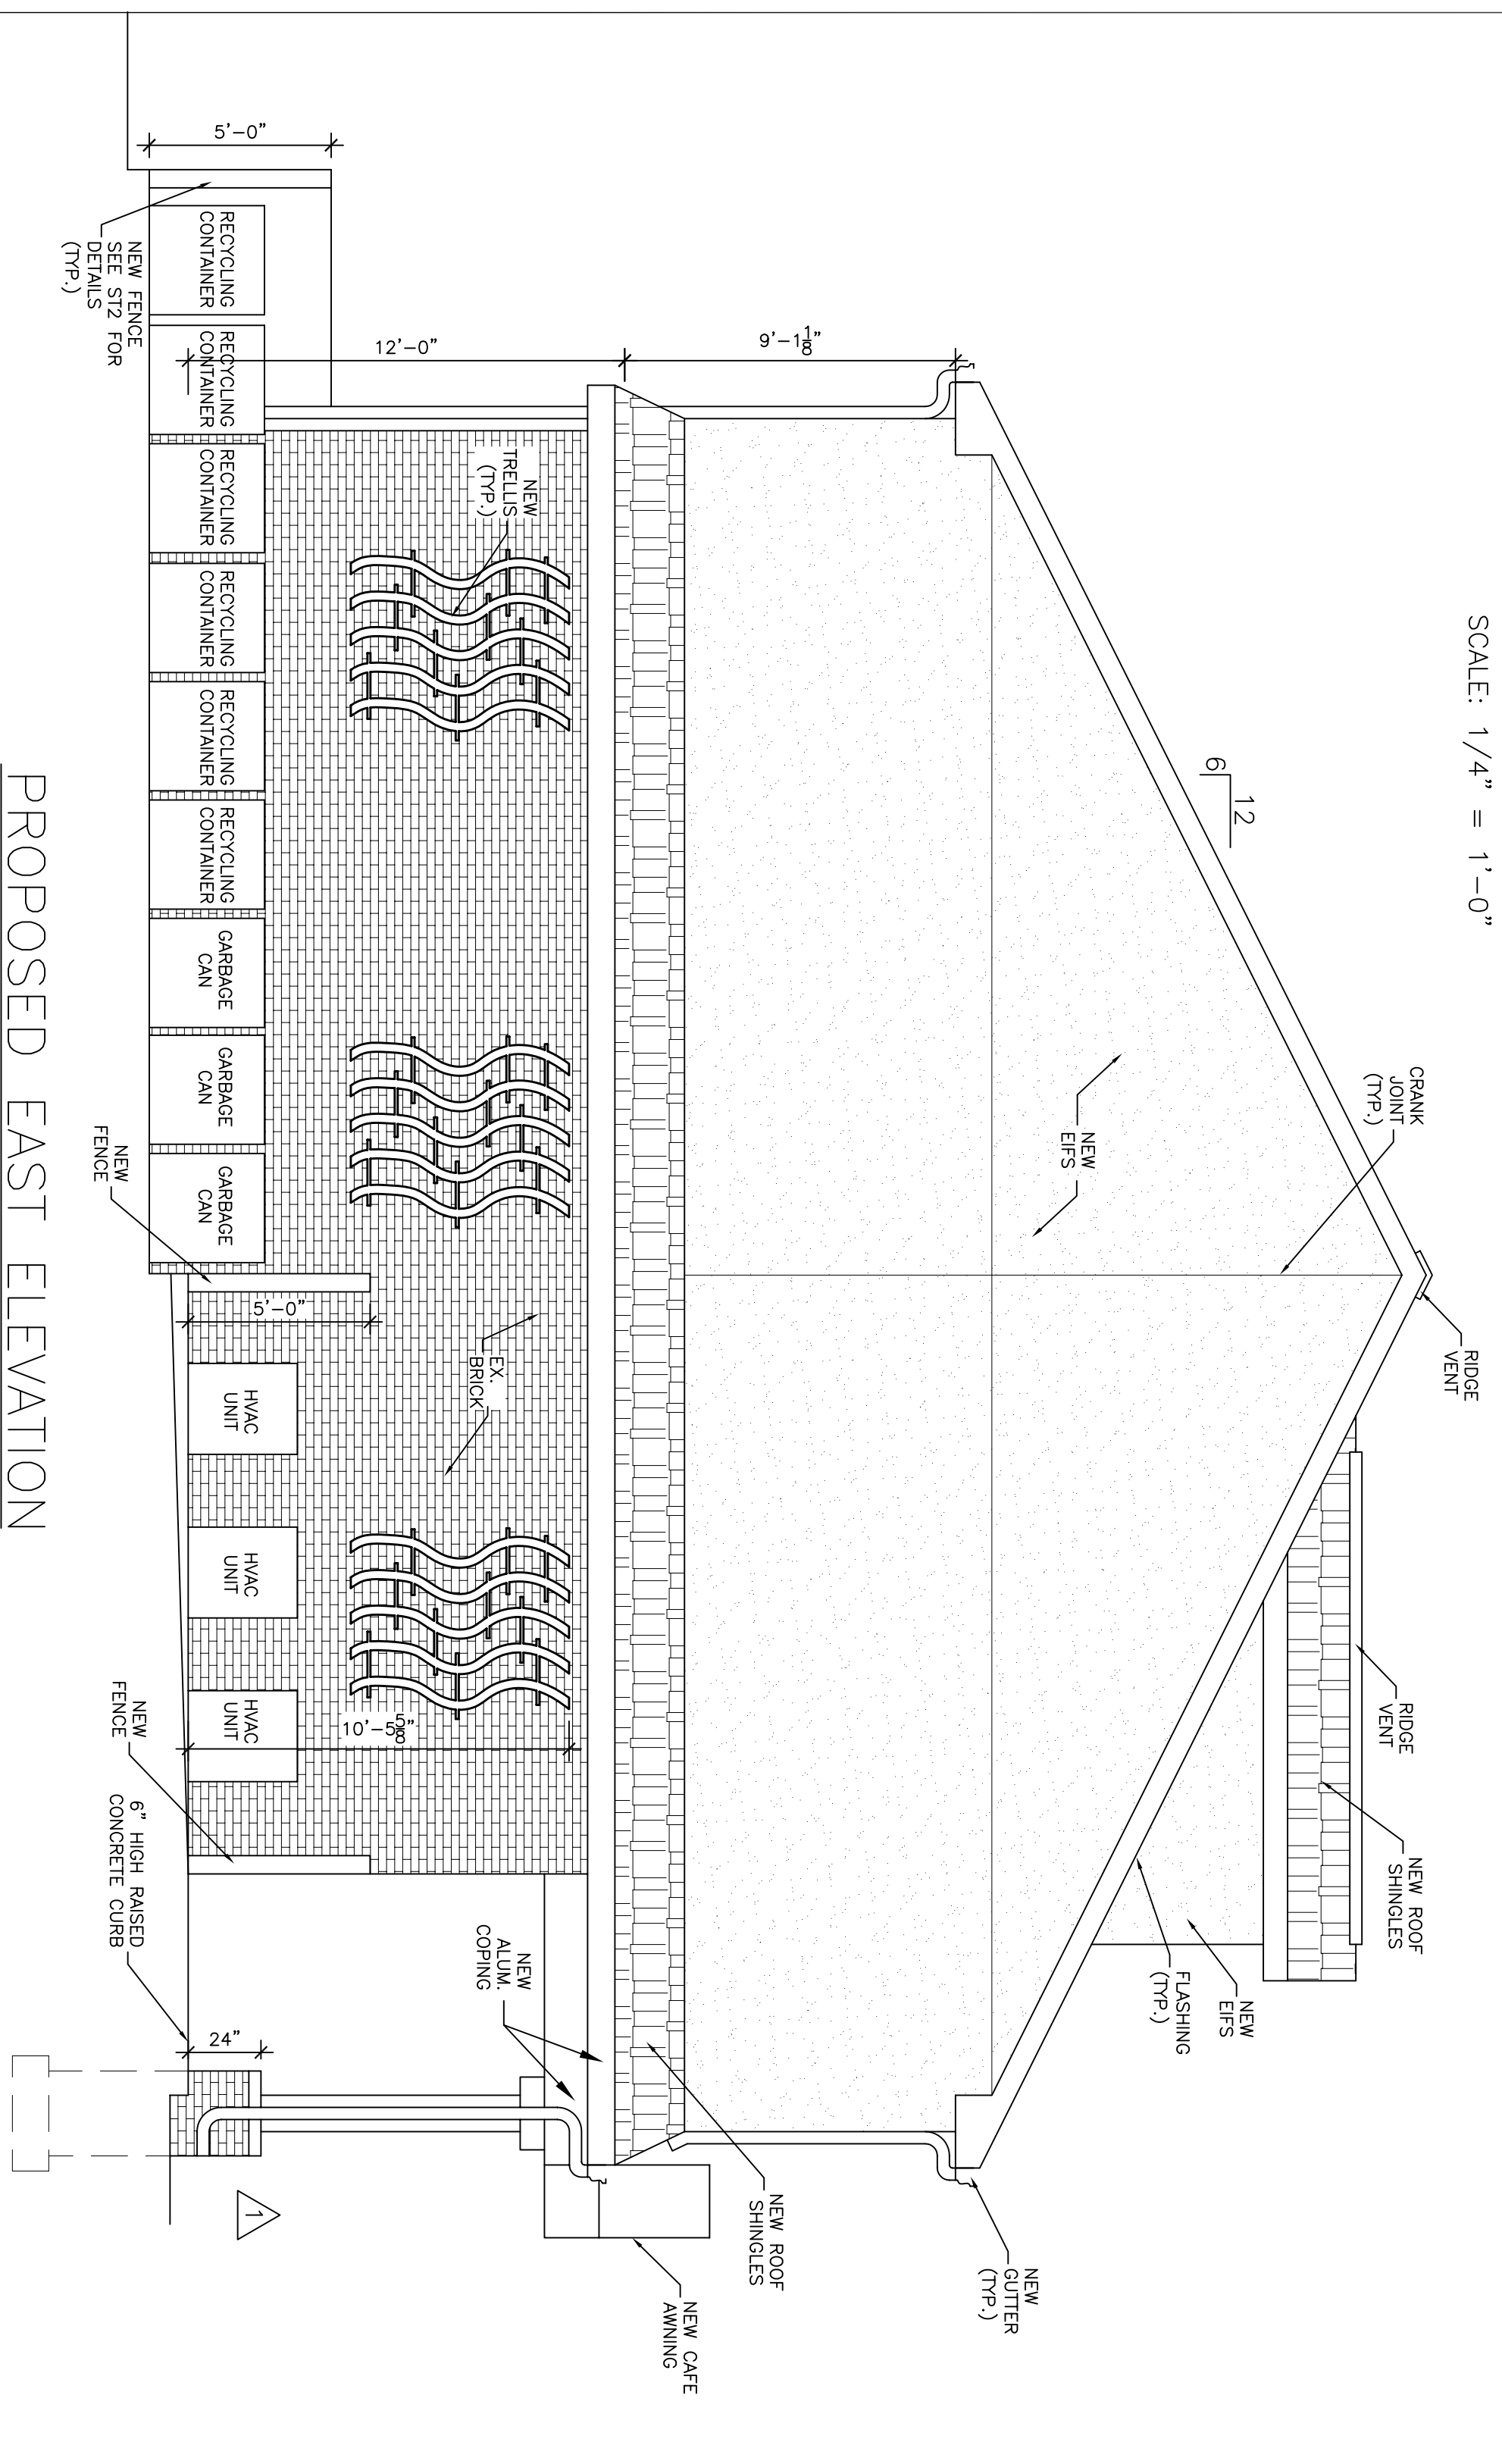 SCALE: 1/4" = 1'-0"
RIDGE
VENT
RIDGE
VENT
NEW ROOF
SHINGLES
CRANK
JOINT
(TYP.)
12
6
NEW
EIFS
NEW
EIFS
FLASHING
(TYP.)
NEW
GUTTER
(TYP.)
9'-1 1/8"
NEW ROOF
SHINGLES
NEW CAFE
AWNING
12'-0"
NEW
TRELLIS
(TYP.)
EX.
BRICK
NEW
ALUM.
COPING
10'-5 5/8"
5'-0"
5'-0"
24"
1
RECYCLING
CONTAINER
RECYCLING
CONTAINER
RECYCLING
CONTAINER
RECYCLING
CONTAINER
RECYCLING
CONTAINER
RECYCLING
CONTAINER
GARBAGE
CAN
GARBAGE
CAN
GARBAGE
CAN
HVAC
UNIT
HVAC
UNIT
HVAC
UNIT
NEW FENCE
SEE ST2 FOR
DETAILS
(TYP.)
NEW
FENCE
NEW
FENCE
6" HIGH RAISED
CONCRETE CURB
PROPOSED EAST ELEVATION